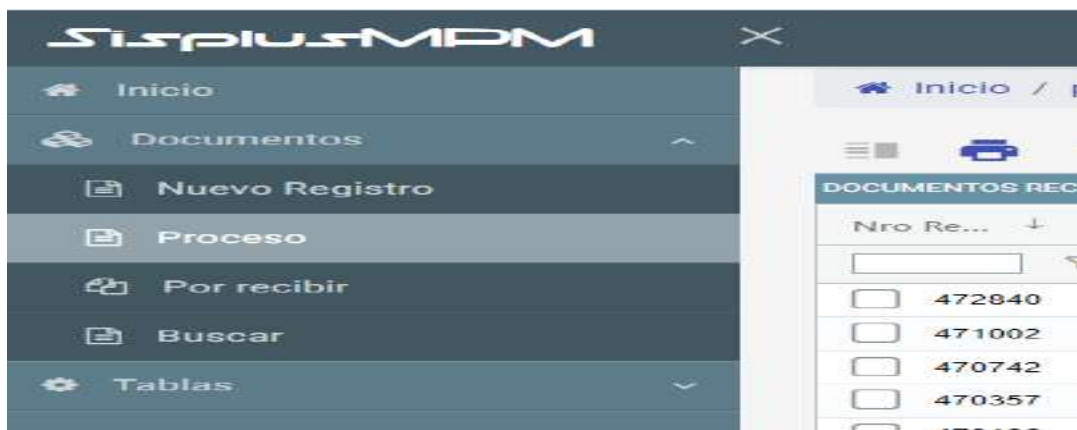 SisplusMPM
Inicio
Documentos
Nuevo Registro
Proceso
Por recibir
Buscar
Tablas
Inicio /
DOCUMENTOS REC
Nro Re...
472840
471002
470742
470357